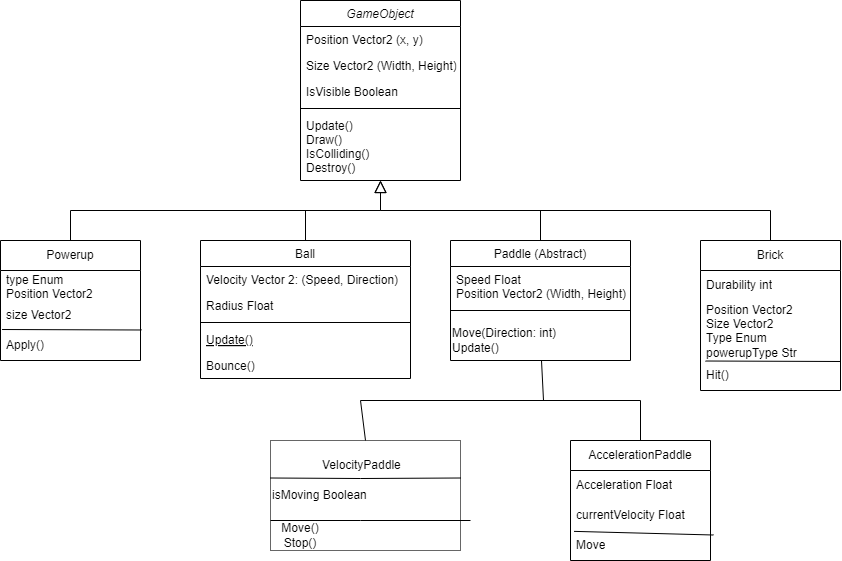 GameObject
Position Vector2 (x, y)
Size Vector2 (Width, Height)
IsVisible Boolean
Update()
Draw()
IsColliding()
Destroy()
Powerup
type Enum
Position Vector2
size Vector2
Apply()
Ball
Velocity Vector 2: (Speed, Direction)
Radius Float
Update()
Bounce()
Paddle (Abstract)
Speed Float
Position Vector2 (Width, Height)
Move(Direction: int)
Update()
Brick
Durability int
Position Vector2
Size Vector2
Type Enum
powerupType Str
Hit()
VelocityPaddle
isMoving Boolean
Move()
Stop()
AccelerationPaddle
Acceleration Float
currentVelocity Float
Move